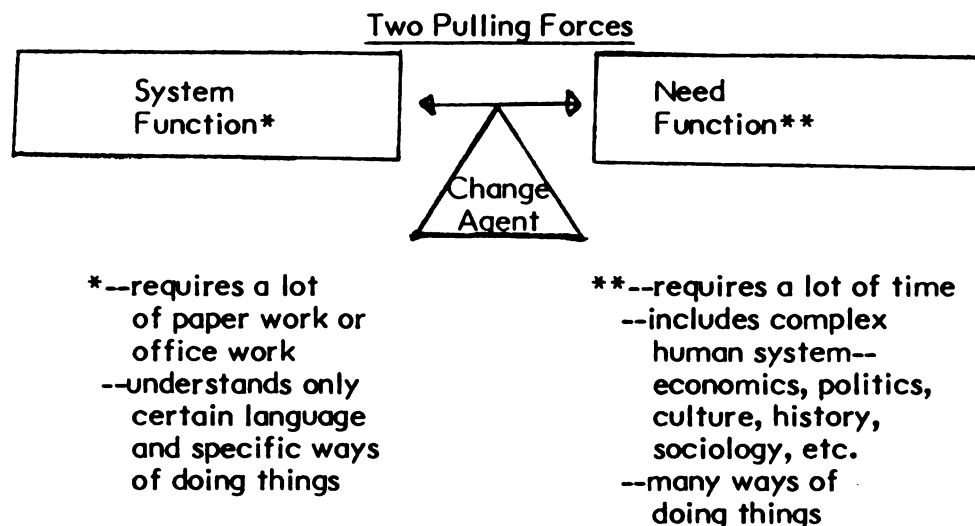 Two Pulling Forces
System
Function*
Need
Function**
Change
Agent
*--requires a lot
of paper work or
office work
--understands only
certain language
and specific ways
of doing things
**--requires a lot of time
--includes complex
human system--
economics, politics,
culture, history,
sociology, etc.
--many ways of
doing things